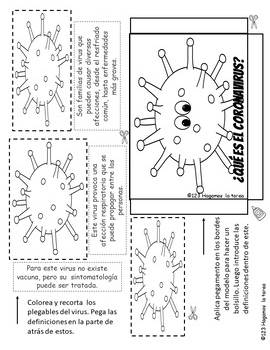 Son familias de virus que
pueden causar diversas
afecciones, desde el resfriado
común, hasta enfermedades
más graves.
Este virus provoca una
afección respiratoria que se
puede propagar entre las
personas.
Para este virus no existe
vacuna, pero su sintomatología
puede ser tratada.
Colorea y recorta los
plegables del virus. Pega las
definiciones en la parte de
atrás de estos.
¿QUÉ ES EL CORONAVIRUS?
©123 Hagamos la tarea
Aplica pegamento en los bordes
del modelo para hacer un
bolsillo. Luego introduce las
definiciones dentro de este.
©123 Hagamos la tarea